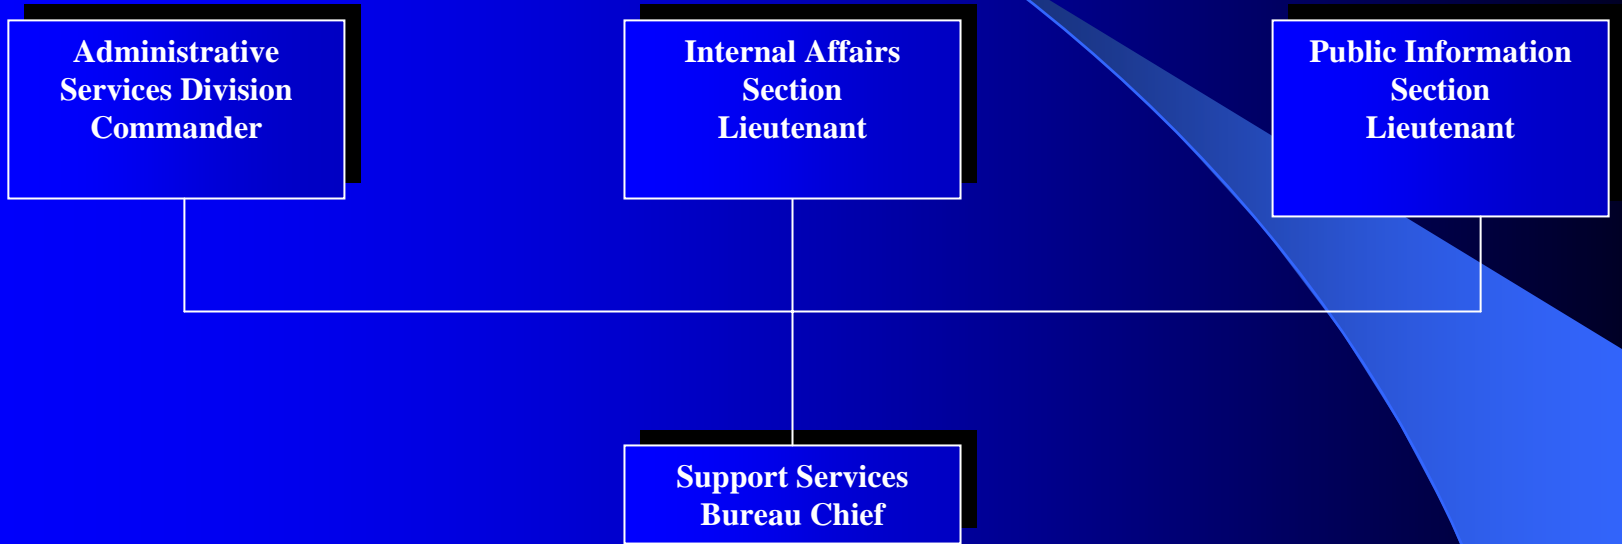 Administrative
Services Division
Commander
Internal Affairs
Section
Lieutenant
Public Information
Section
Lieutenant
Support Services
Bureau Chief